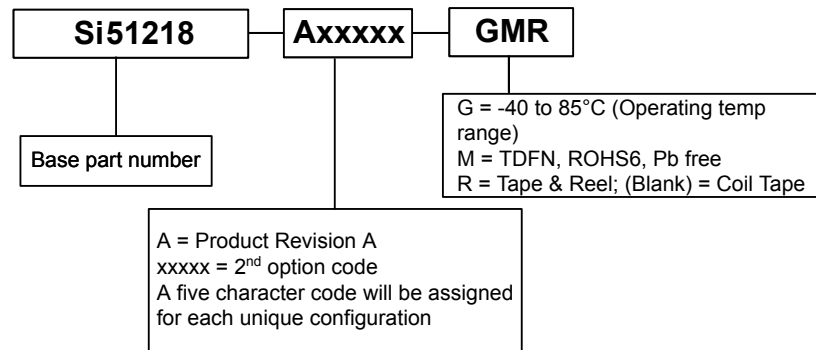 Si51218 Axxxxx GMR
G = -40 to 85°C (Operating temp
range)
M = TDFN, ROHS6, Pb free
R = Tape & Reel; (Blank) = Coil Tape
Base part number
A = Product Revision A
xxxxx = 2nd option code
A five character code will be assigned
for each unique configuration